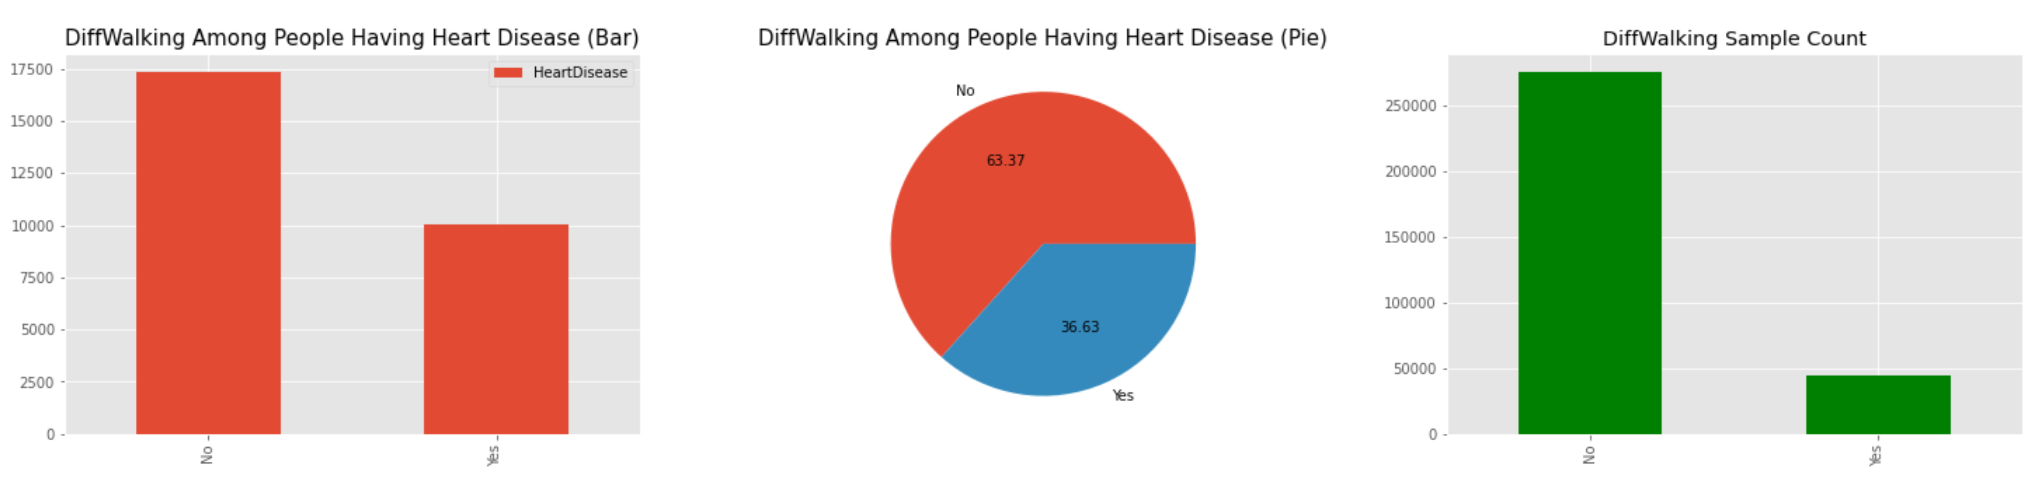 DiffWalking Among People Having Heart Disease (Bar)
17500
15000
12500
10000
7500
5000
2500
0
HeartDisease
No
Yes
DiffWalking Among People Having Heart Disease (Pie)
No
63.37
36.63
Yes
DiffWalking Sample Count
250000
200000
150000
100000
50000
0
No
Yes